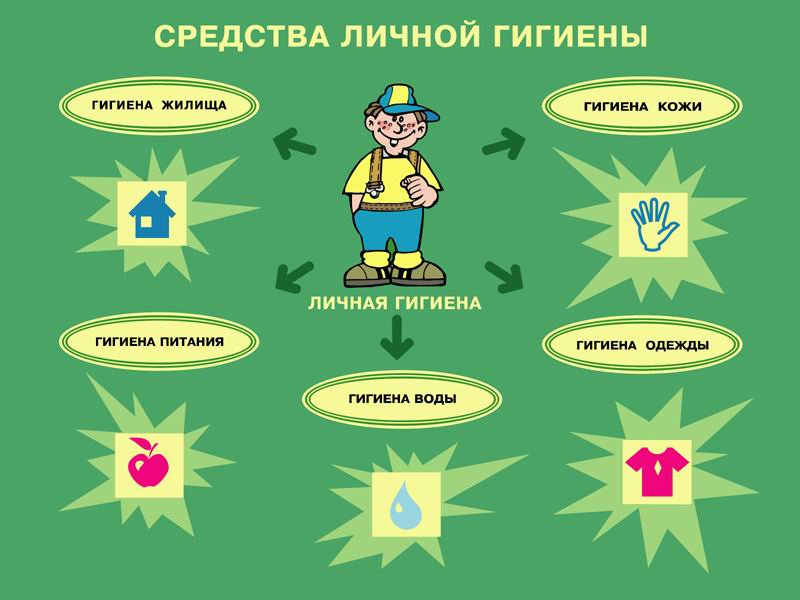 СРЕДСТВА ЛИЧНОЙ ГИГИЕНЫ
ГИГИЕНА ЖИЛИЩА
ГИГИЕНА КОЖИ
ЛИЧНАЯ ГИГИЕНА
ГИГИЕНА ПИТАНИЯ
ГИГИЕНА ОДЕЖДЫ
ГИГИЕНА ВОДЫ